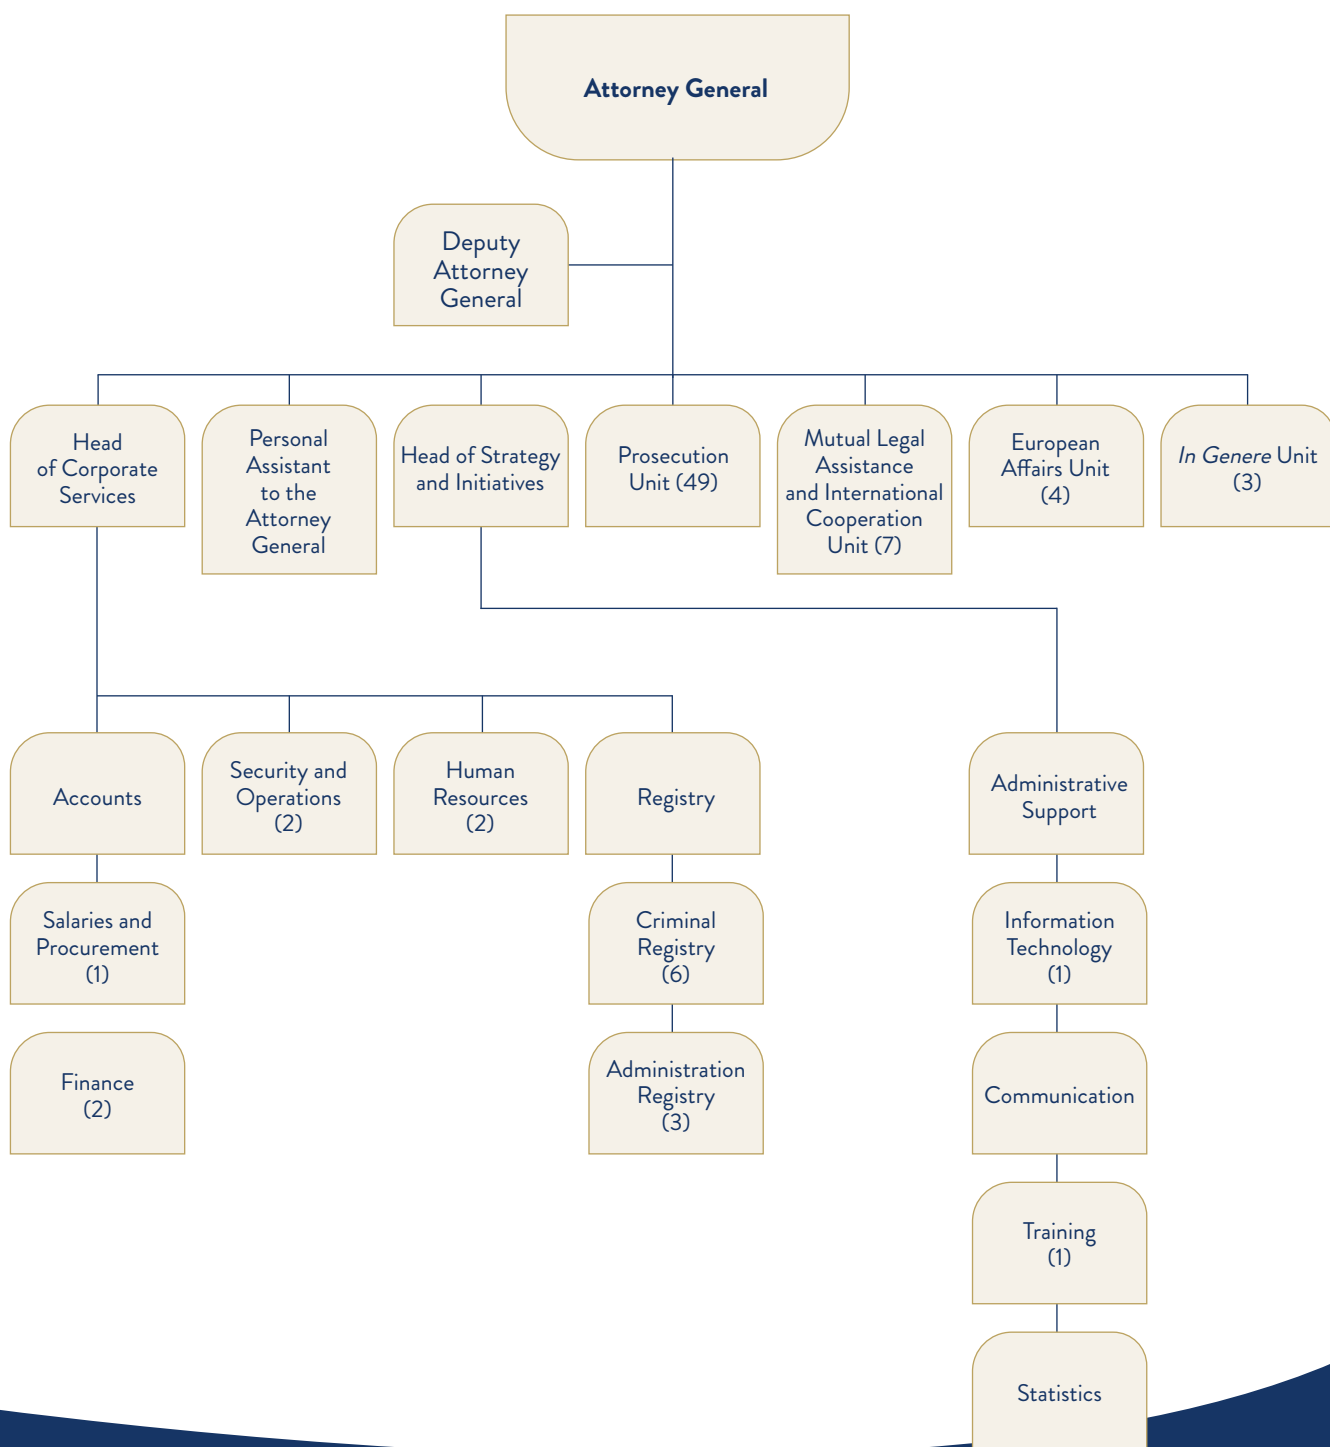 Attorney General
Deputy
Attorney
General
Head
of Corporate
Services
Personal
Assistant
to the
Attorney
General
Head of Strategy
and Initiatives
Prosecution
Unit (49)
Mutual Legal
Assistance
and International
Cooperation
Unit (7)
European
Affairs Unit
(4)
In Genere Unit
(3)
Accounts
Security and
Operations
(2)
Human
Resources
(2)
Registry
Administrative
Support
Salaries and
Procurement
(1)
Criminal
Registry
(6)
Information
Technology
(1)
Finance
(2)
Administration
Registry
(3)
Communication
Training
(1)
Statistics